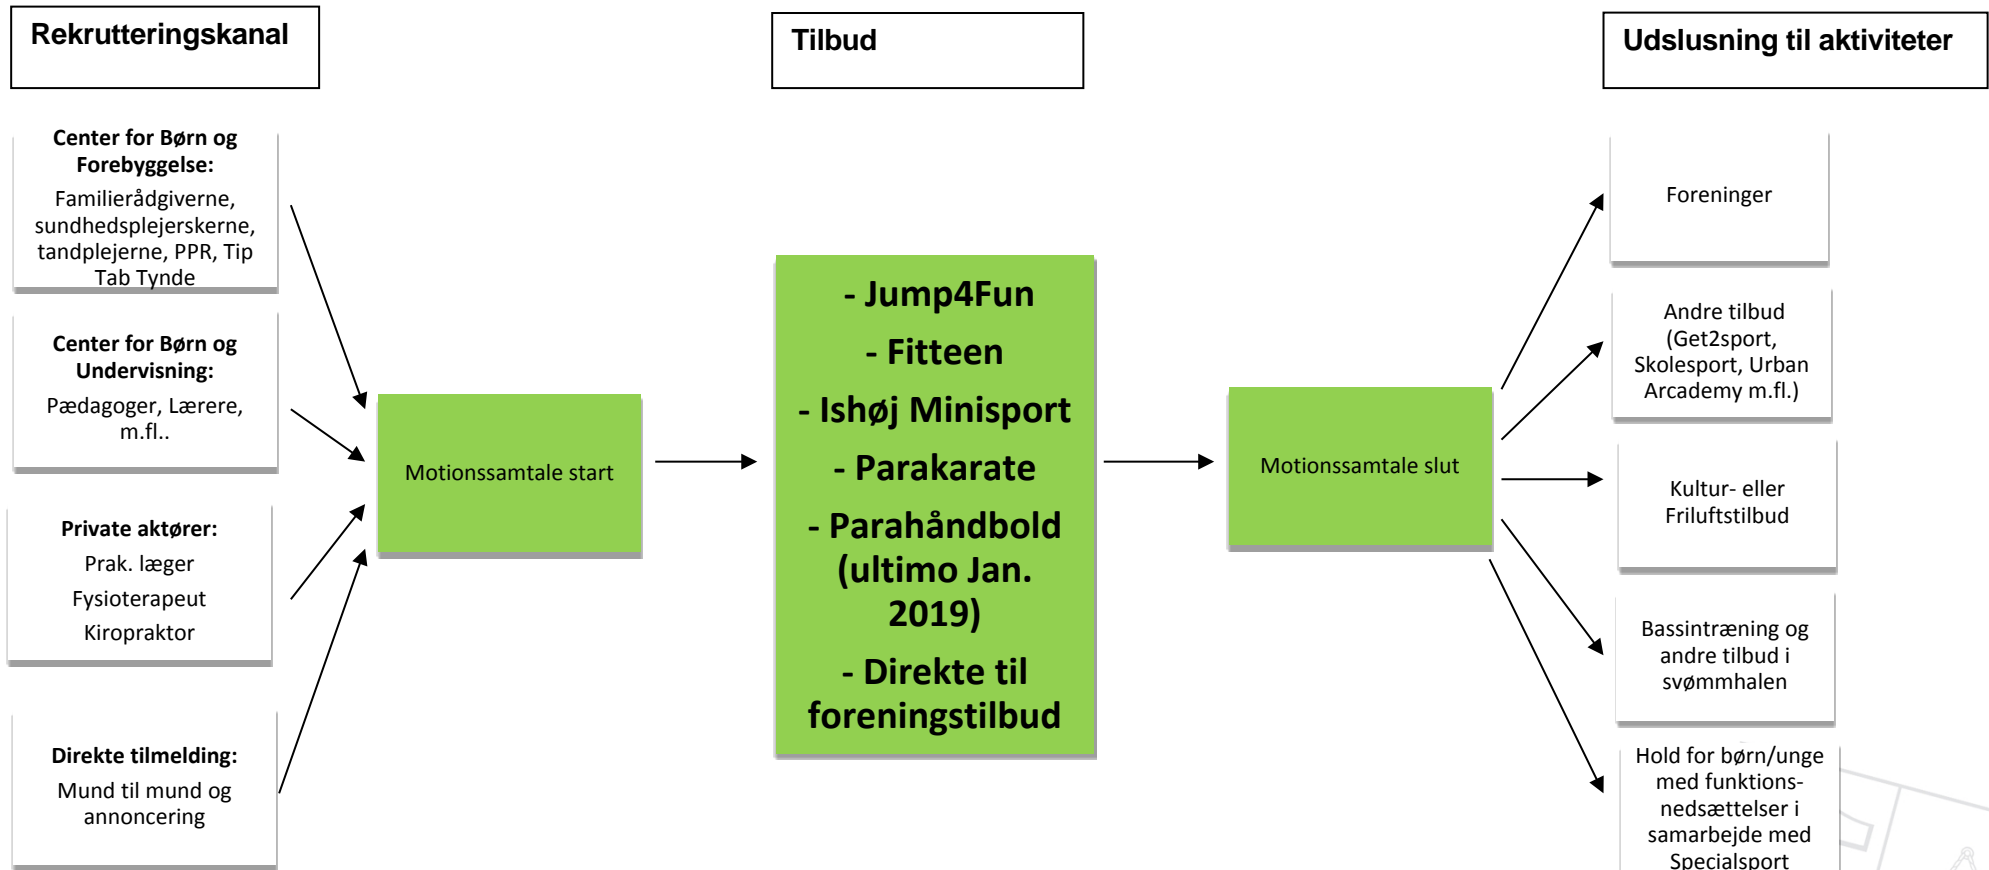 Rekrutteringskanal
Tilbud
Udslusning til aktiviteter
Center for Børn og
Forebyggelse:
Familierådgiverne,
sundhedsplejerskerne,
tandplejerne, PPR, Tip
Tab Tynde
Center for Børn og
Undervisning:
Pædagoger, Lærere,
m.fl..
Private aktører:
Prak. læger
Fysioterapeut
Kiropraktor
Direkte tilmelding:
Mund til mund og
annoncering
Motionssamtale start
- Jump4Fun
- Fitteen
- Ishøj Minisport
- Parakarate
- Parahåndbold
(ultimo Jan.
2019)
- Direkte til
foreningstilbud
Motionssamtale slut
Foreninger
Andre tilbud
(Get2sport,
Skolesport, Urban
Arcademy m.fl.)
Kultur- eller
Friluftstilbud
Bassintræning og
andre tilbud i
svømmhalen
Hold for børn/unge
med funktions-
nedsættelser i
samarbejde med
Specialsport